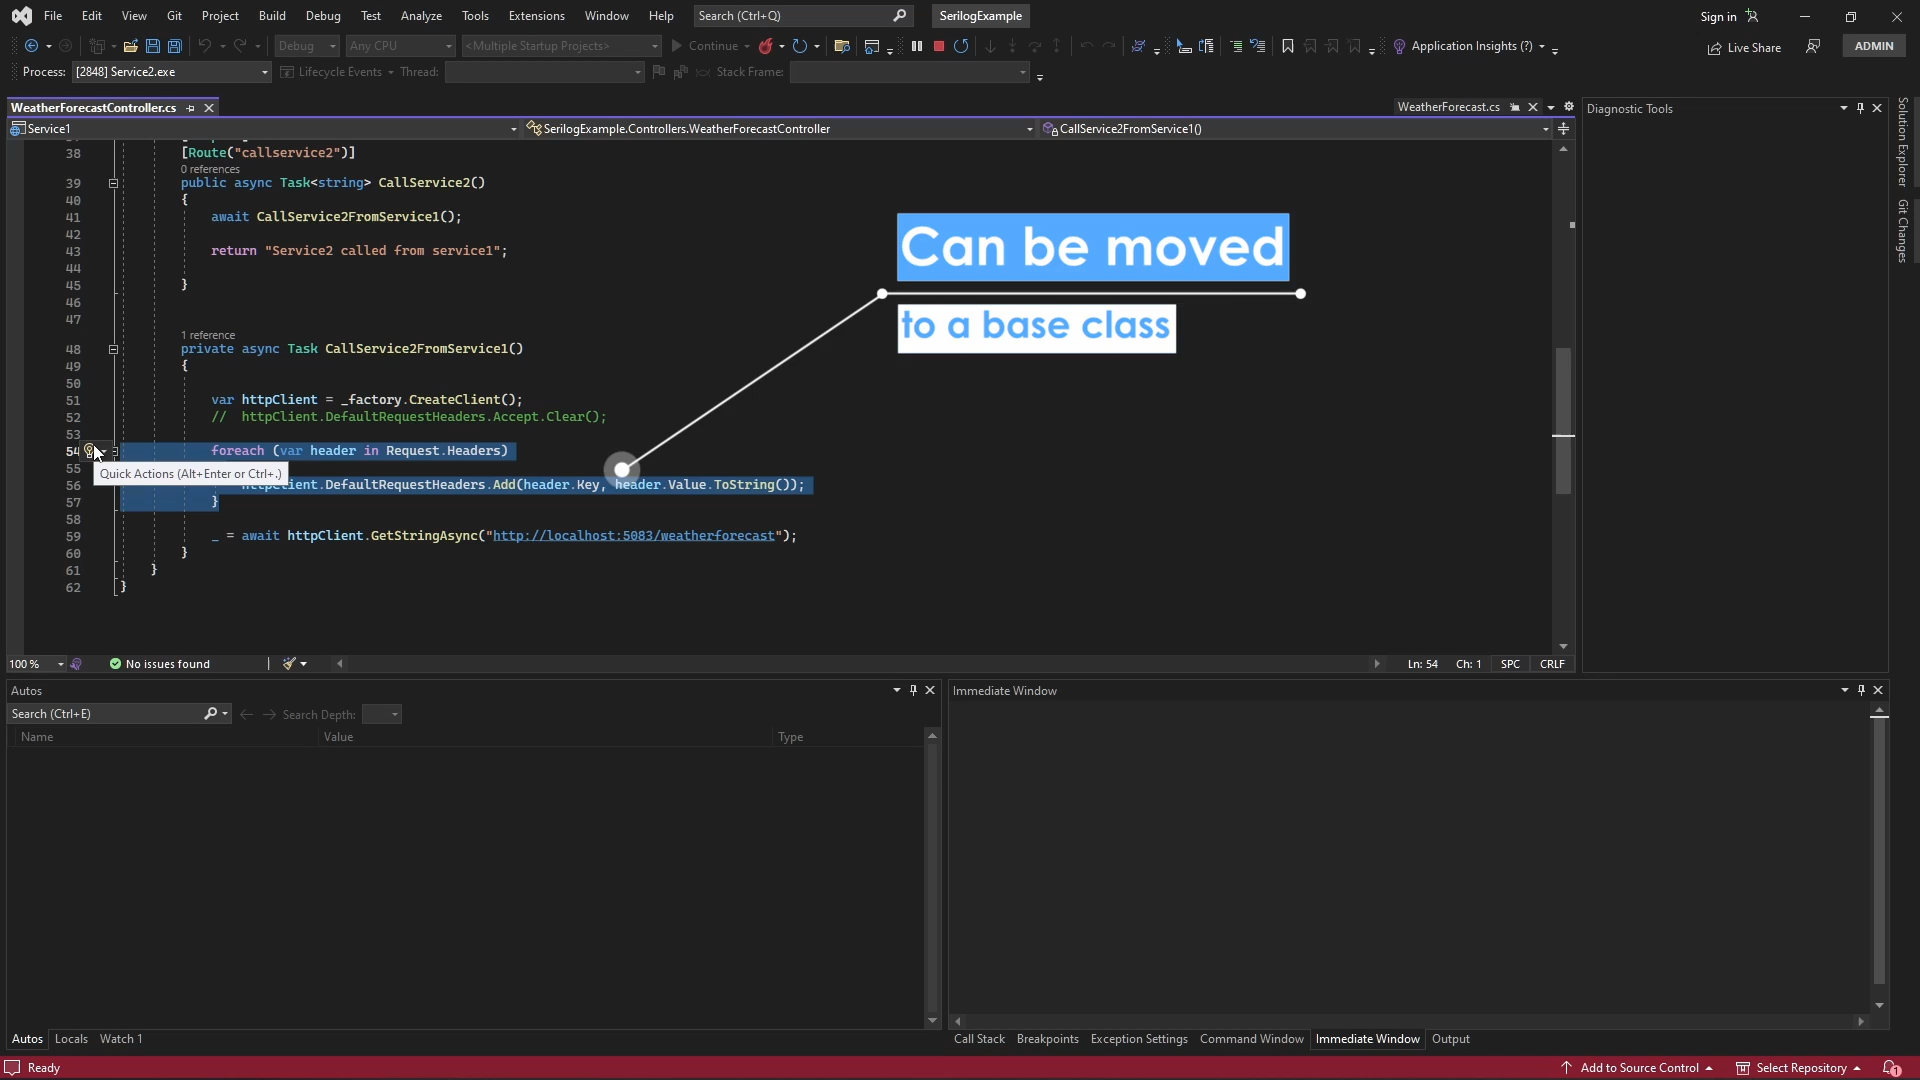 File Edit View Git Project Build Debug Test Analyze Tools Extensions Window Help Search (Ctrl+Q) SerilogExample Sign in
Debug Any CPU <Multiple Startup Projects> Continue Application Insights (?) Live Share ADMIN
Process: [2848] Service2.exe Lifecycle Events Thread: Stack Frame:
WeatherForecastController.cs WeatherForecast.cs
Service1 SerilogExample.Controllers.WeatherForecastController CallService2FromService1()
38 [Route("callservice2")]
0 references
39 public async Task<string> CallService2()
40 {
41 await CallService2FromService1();
42
43 return "Service2 called from service1";
44
45 }
46
47
1 reference
48 private async Task CallService2FromService1()
49 {
50
51 var httpClient = _factory.CreateClient();
52 // httpClient.DefaultRequestHeaders.Accept.Clear();
53
54 foreach (var header in Request.Headers)
55
Quick Actions (Alt+Enter or Ctrl+.)
56 httpClient.DefaultRequestHeaders.Add(header.Key, header.Value.ToString());
57 }
58
59 _ = await httpClient.GetStringAsync("http://localhost:5083/weatherforecast");
60 }
61 }
62 }
Can be moved
to a base class
100 % No issues found Ln: 54 Ch: 1 SPC CRLF
Diagnostic Tools
Solution Explorer
Git Changes
Autos
Search (Ctrl+E) Search Depth:
Name Value Type
Autos Locals Watch 1
Immediate Window
Call Stack Breakpoints Exception Settings Command Window Immediate Window Output
Ready Add to Source Control Select Repository 1